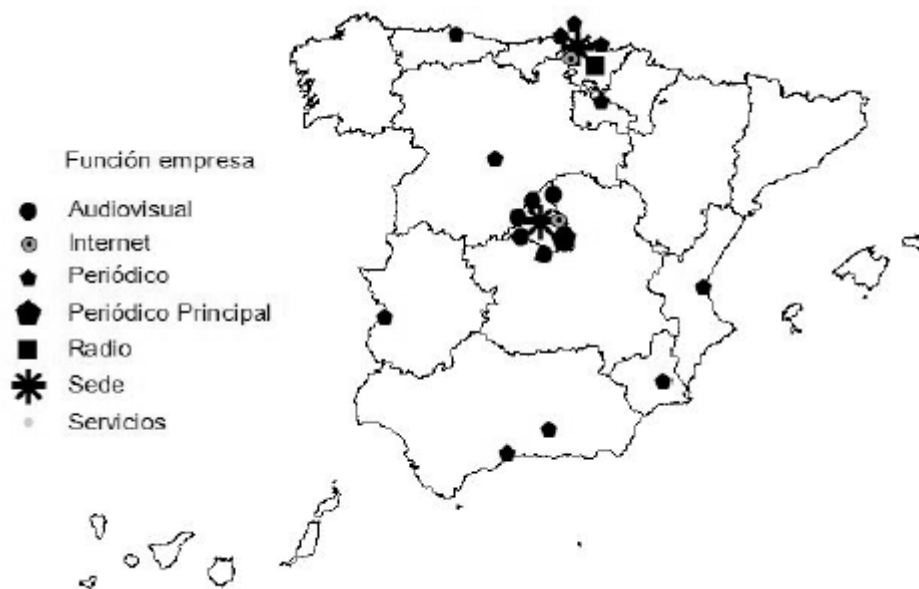 Función empresa
Audiovisual
Internet
Periódico
Periódico Principal
Radio
Sede
Servicios